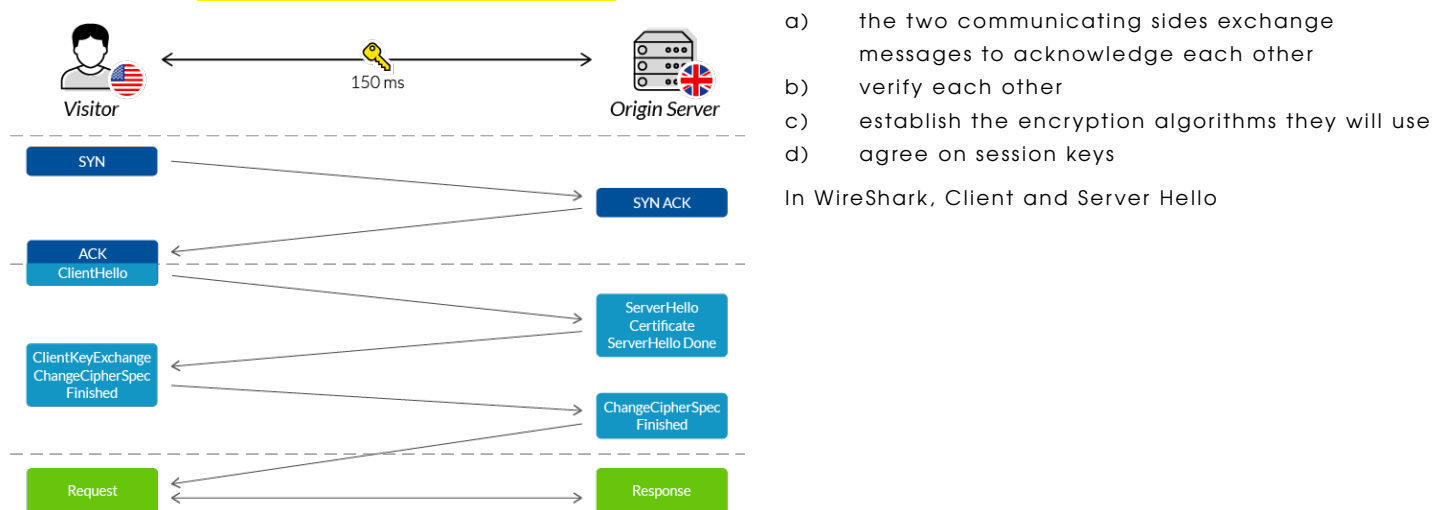 150 ms
Visitor
Origin Server
SYN
SYN ACK
ACK
ClientHello
ServerHello
Certificate
ServerHello Done
ClientKeyExchange
ChangeCipherSpec
Finished
ChangeCipherSpec
Finished
Request
Response
a) the two communicating sides exchange
messages to acknowledge each other
b) verify each other
c) establish the encryption algorithms they will use
d) agree on session keys
In WireShark, Client and Server Hello